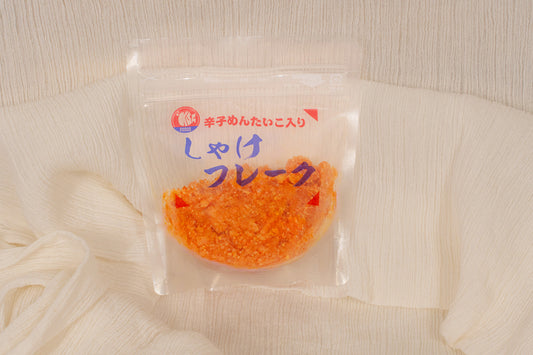 辛子めんたいこ入り
しゃけ
フレーク